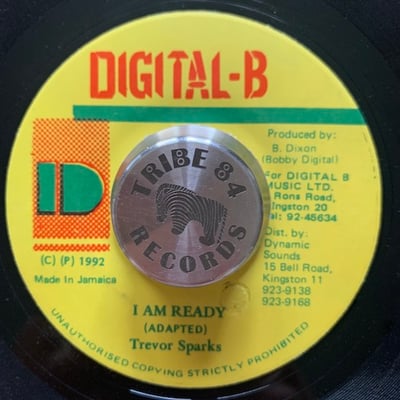 DIGITAL-B
Produced by:
B. Dixon
(Bobby Digital)
For DIGITAL B
MUSIC LTD.
Rons Road,
Kingston 20
Tel: 92-45634
Dist. by:
Dynamic
Sounds
15 Bell Road,
Kingston 11
923-9138
923-9168
D
(C) (P) 1992
Made in Jamaica
TRIBE 84
RECORDS
I AM READY
(ADAPTED)
Trevor Sparks
UNAUTHORISED COPYING STRICTLY PROHIBITED